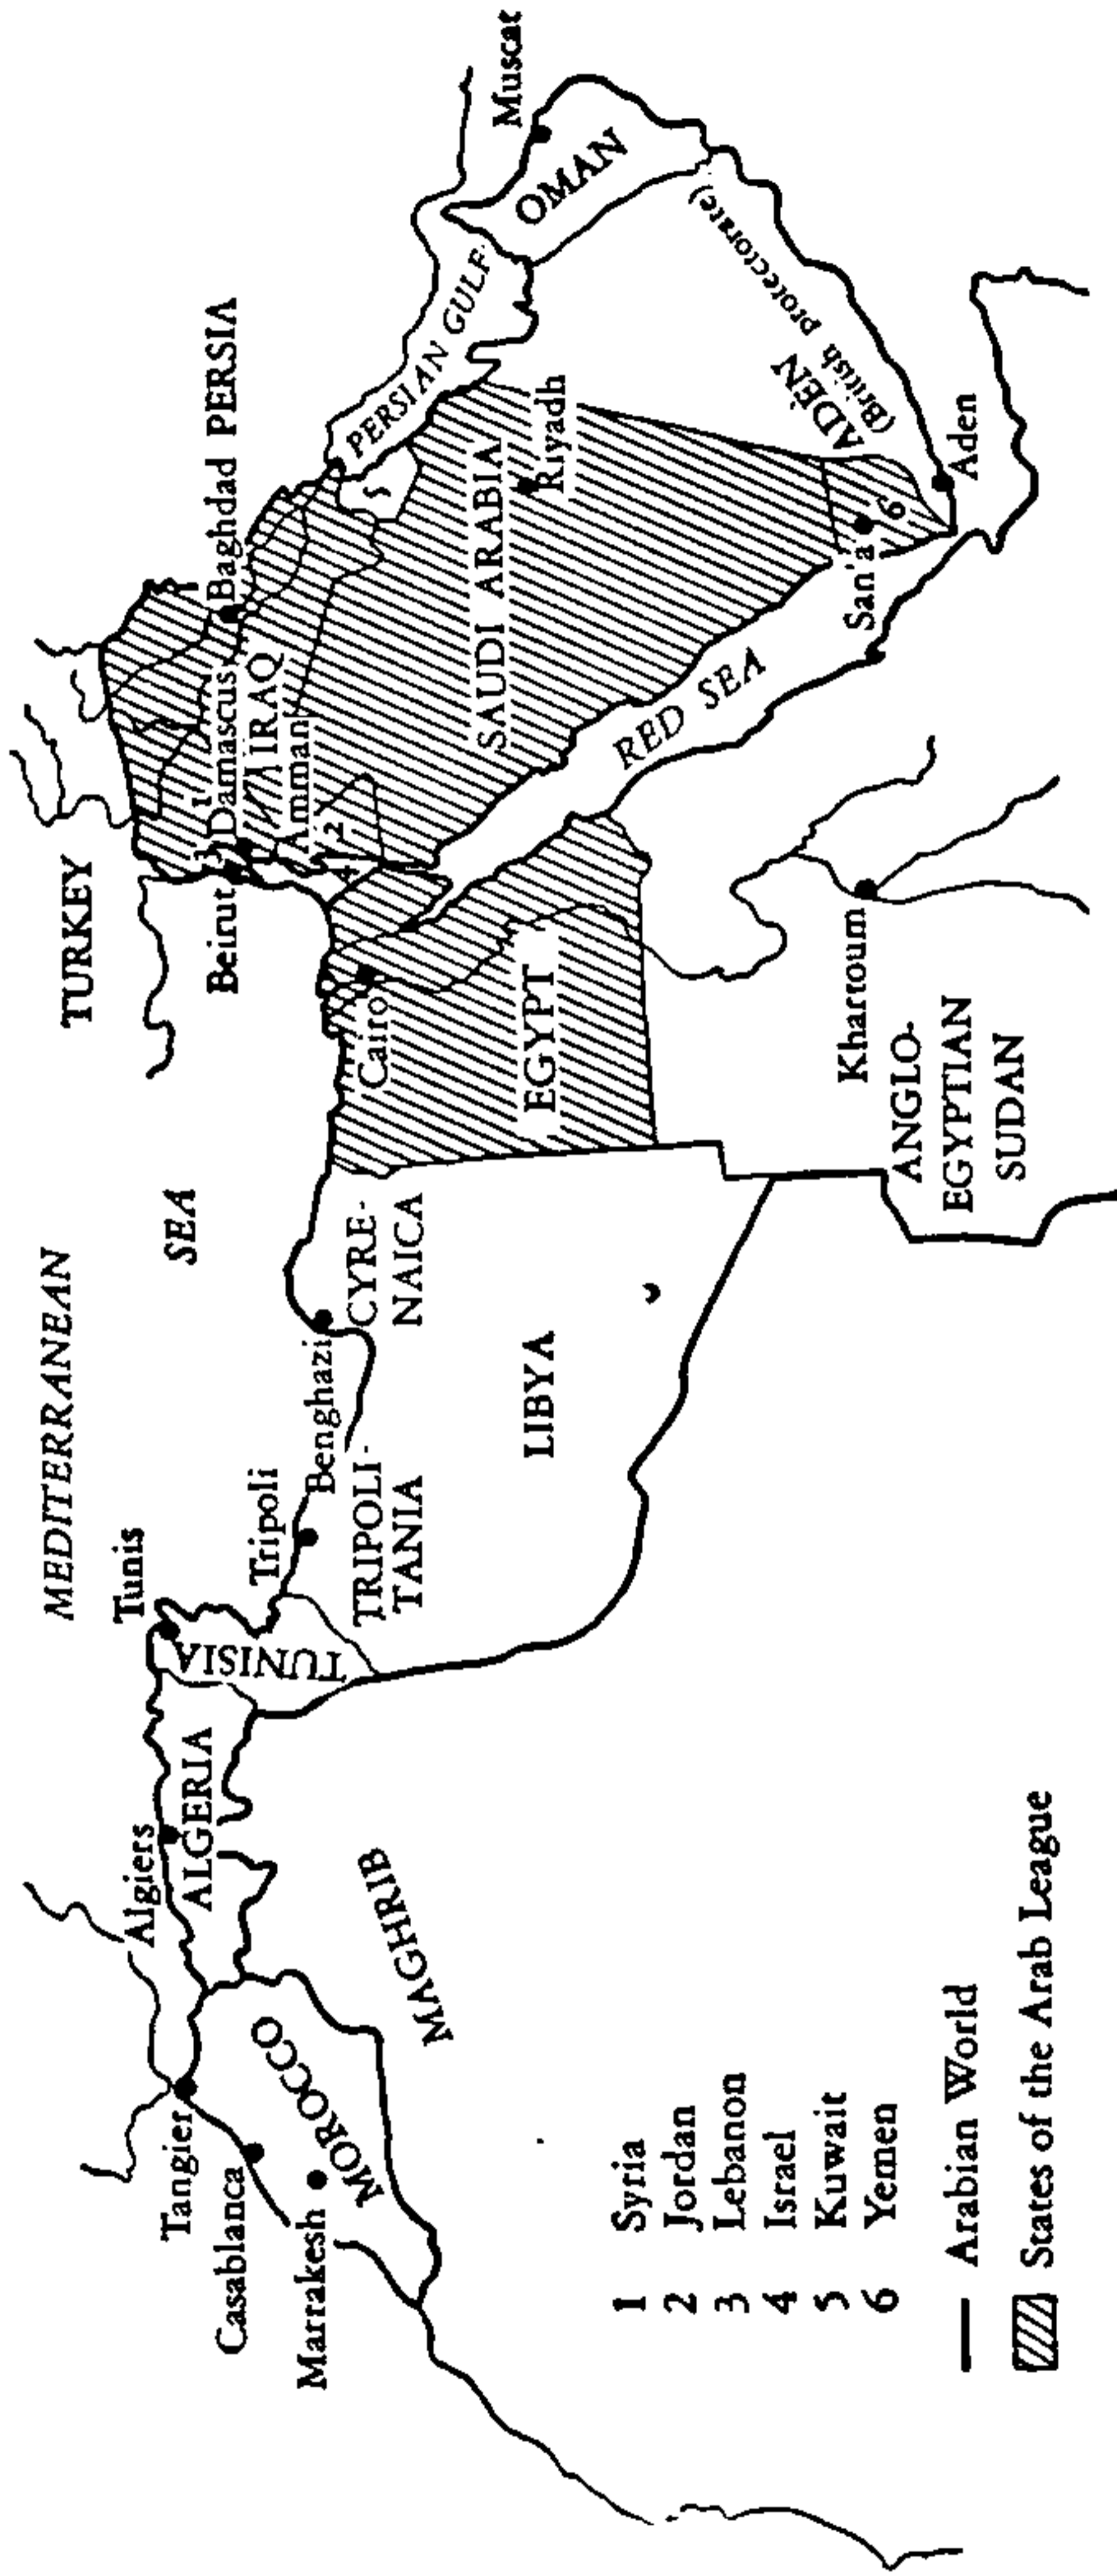 MEDITERRANEAN
SEA
TURKEY
Tangier
Casablanca
Marrakesh
MOROCCO
Algiers
ALGERIA
MAGHRIB
Tunis
TUNISIA
Tripoli
TRIPOLI-
TANIA
Benghazi
CYRE-
NAICA
LIBYA
Cairo
EGYPT
Beirut
3
1
Damascus
IRAQ
Amman
4
2
Baghdad
PERSIA
5
PERSIAN GULF
SAUDI ARABIA
Riyadh
RED SEA
OMAN
Muscat
San'a
6
ADEN
(British protectorate)
Aden
Khartoum
ANGLO-
EGYPTIAN
SUDAN
1 Syria
2 Jordan
3 Lebanon
4 Israel
5 Kuwait
6 Yemen
Arabian World
States of the Arab League